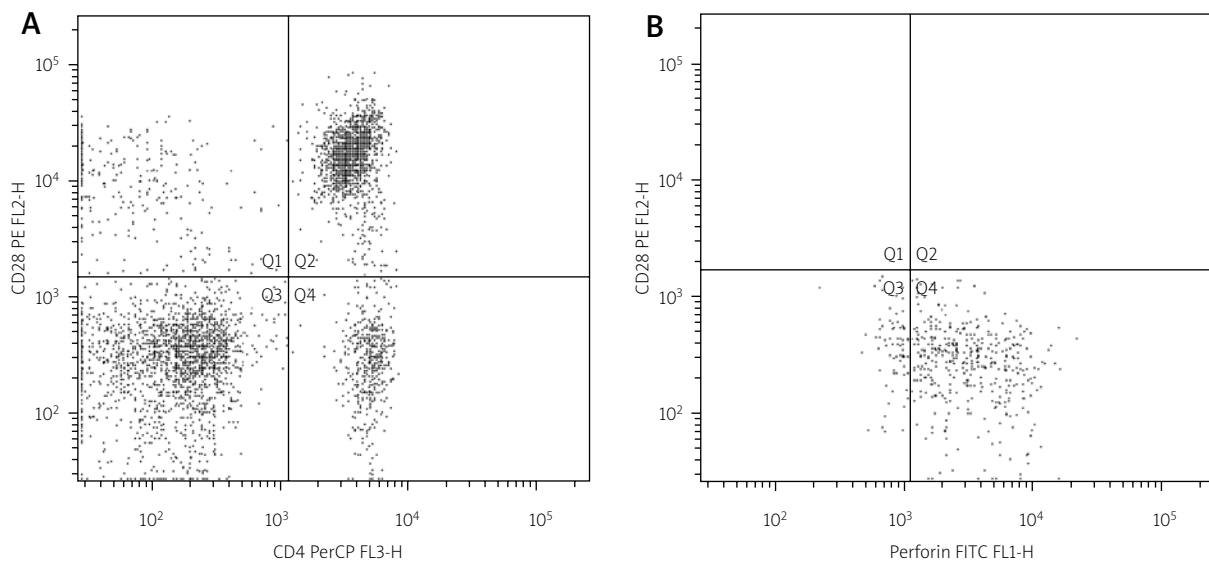 A
CD28 PE FL2-H
10⁵
10⁴
10³
10²
Q1 Q2
Q3 Q4
10² 10³ 10⁴ 10⁵
CD4 PerCP FL3-H
B
CD28 PE FL2-H
10⁵
10⁴
10³
10²
Q1 Q2
Q3 Q4
10² 10³ 10⁴ 10⁵
Perforin FITC FL1-H